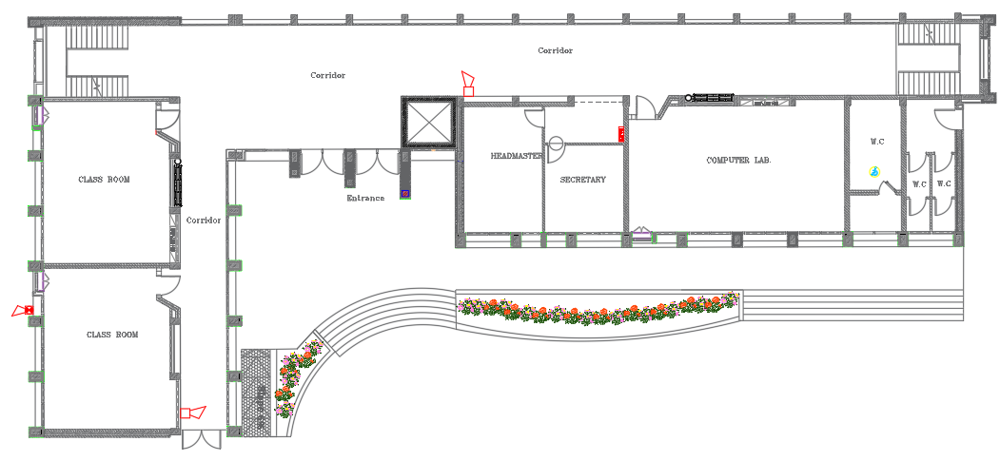 Corridor
Corridor
W.C
HEADMASTER
COMPUTER LAB.
CLASS ROOM
SECRETARY
W.C
W.C
Entrance
Corridor
CLASS ROOM